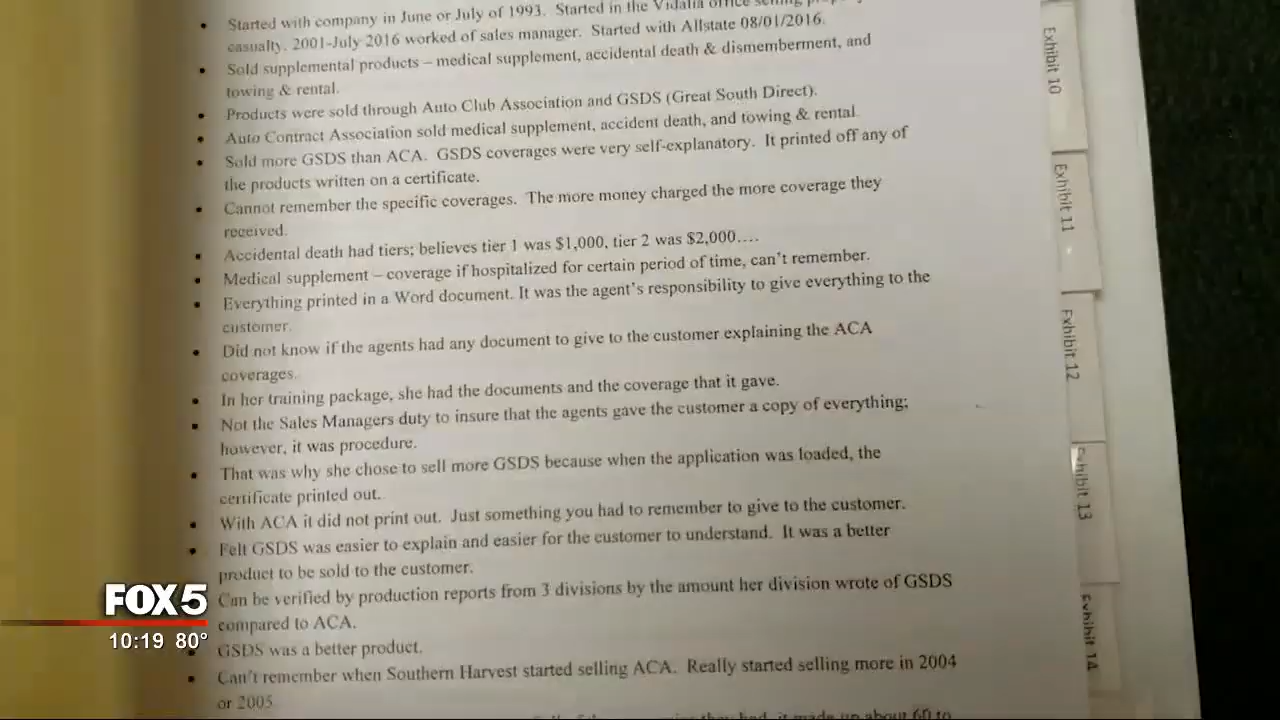 Started with company in June or July of 1993. Started in the Vidalia office selling
casualty. 2001-July 2016 worked of sales manager. Started with Allstate 08/01/2016.
Sold supplemental products – medical supplement, accidental death & dismemberment, and
towing & rental.
Products were sold through Auto Club Association and GSDS (Great South Direct).
Auto Contract Association sold medical supplement, accident death, and towing & rental
Sold more GSDS than ACA. GSDS coverages were very self-explanatory. It printed off any of
the products written on a certificate.
Cannot remember the specific coverages. The more money charged the more coverage they
received.
Accidental death had tiers; believes tier 1 was $1,000, tier 2 was $2,000….
Medical supplement – coverage if hospitalized for certain period of time, can't remember.
Everything printed in a Word document. It was the agent's responsibility to give everything to the
customer.
Did not know if the agents had any document to give to the customer explaining the ACA
coverages.
In her training package, she had the documents and the coverage that it gave.
Not the Sales Managers duty to insure that the agents gave the customer a copy of everything;
however, it was procedure.
That was why she chose to sell more GSDS because when the application was loaded, the
certificate printed out.
With ACA it did not print out. Just something you had to remember to give to the customer.
Felt GSDS was easier to explain and easier for the customer to understand. It was a better
product to be sold to the customer.
Can be verified by production reports from 3 divisions by the amount her division wrote of GSDS
compared to ACA.
GSDS was a better product.
Can't remember when Southern Harvest started selling ACA. Really started selling more in 2004
or 2005
they had, it made up about 60 to
Exhibit 10
Exhibit 11
Exhibit 12
Exhibit 13
Exhibit 14
FOX 5
10:19 80°